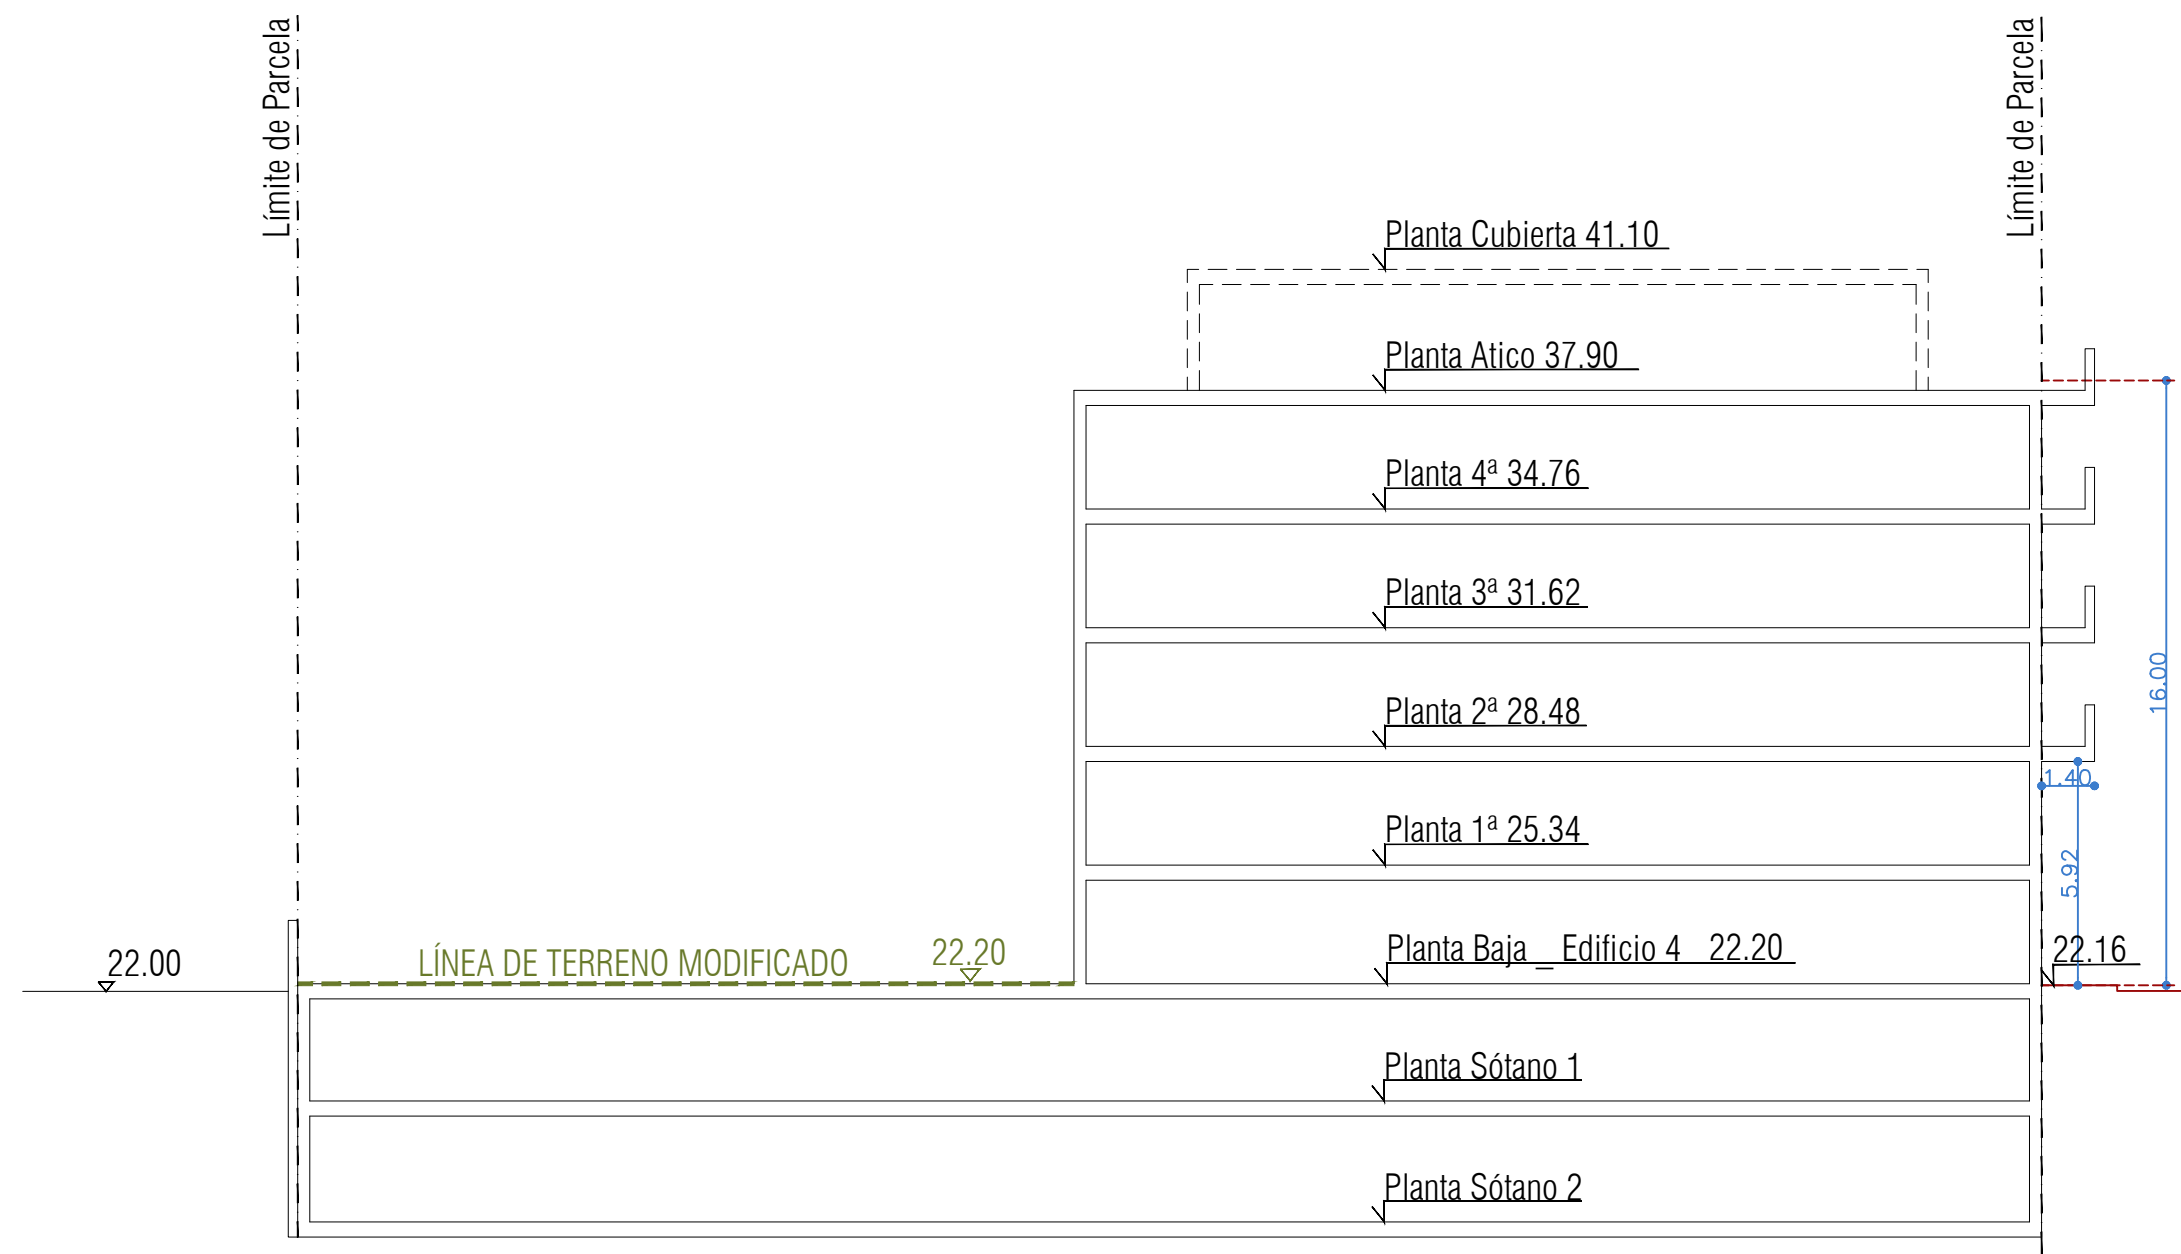 Límite de Parcela
Límite de Parcela
Planta Cubierta 41.10
Planta Atico 37.90
Planta 4ª 34.76
Planta 3ª 31.62
16.00
Planta 2ª 28.48
1.40
Planta 1ª 25.34
5.92
22.00
LÍNEA DE TERRENO MODIFICADO
22.20
Planta Baja _ Edificio 4 22.20
22.16
Planta Sótano 1
Planta Sótano 2